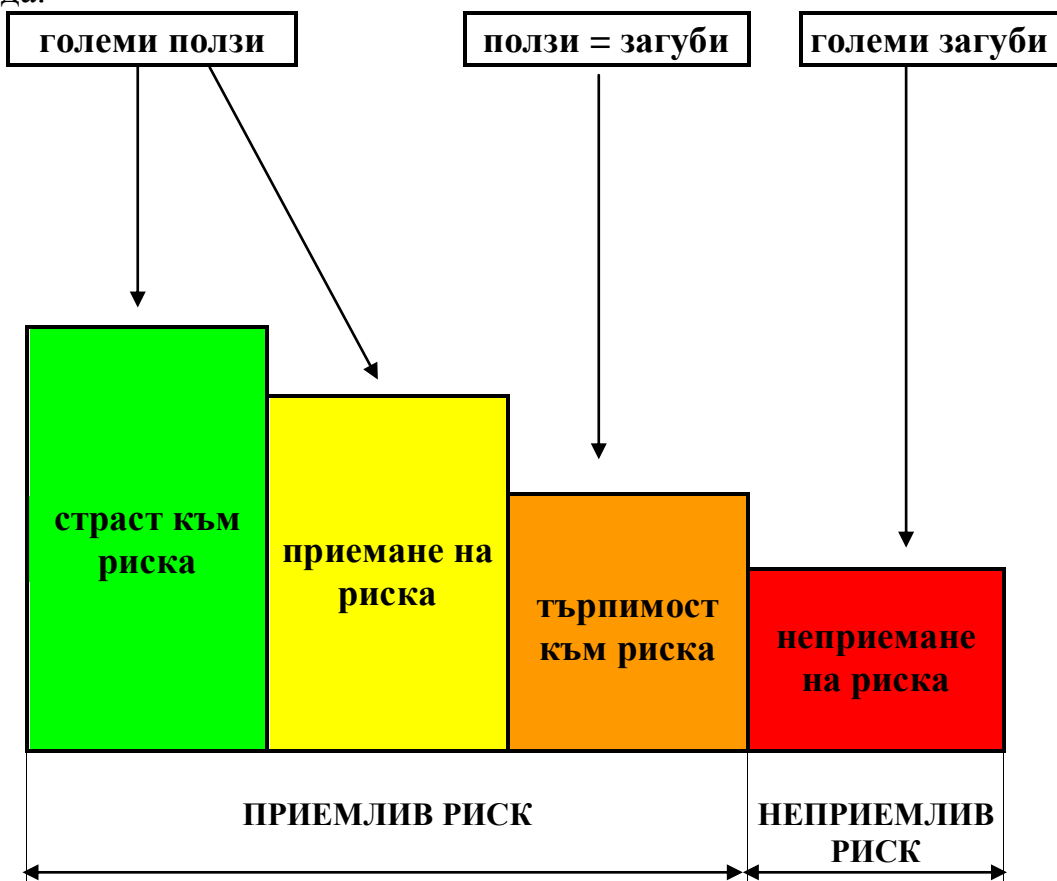 да.
големи ползи
ползи = загуби
големи загуби
страст към
риска
приемане на
риска
търпимост
към риска
неприемане
на риска
ПРИЕМЛИВ РИСК
НЕПРИЕМЛИВ
РИСК